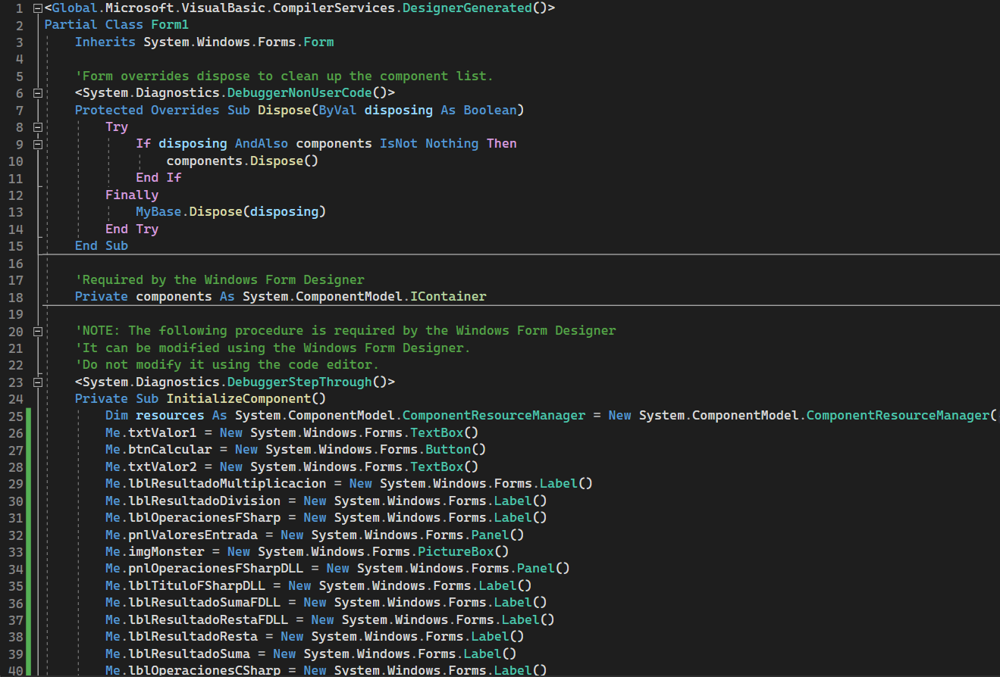 1 <Global.Microsoft.VisualBasic.CompilerServices.DesignerGenerated()>
2 Partial Class Form1
3     Inherits System.Windows.Forms.Form
4
5     'Form overrides dispose to clean up the component list.
6     <System.Diagnostics.DebuggerNonUserCode()>
7     Protected Overrides Sub Dispose(ByVal disposing As Boolean)
8         Try
9             If disposing AndAlso components IsNot Nothing Then
10                 components.Dispose()
11             End If
12         Finally
13             MyBase.Dispose(disposing)
14         End Try
15     End Sub
16
17     'Required by the Windows Form Designer
18     Private components As System.ComponentModel.IContainer
19
20     'NOTE: The following procedure is required by the Windows Form Designer
21     'It can be modified using the Windows Form Designer.
22     'Do not modify it using the code editor.
23     <System.Diagnostics.DebuggerStepThrough()>
24     Private Sub InitializeComponent()
25         Dim resources As System.ComponentModel.ComponentResourceManager = New System.ComponentModel.ComponentResourceManager(
26         Me.txtValor1 = New System.Windows.Forms.TextBox()
27         Me.btnCalcular = New System.Windows.Forms.Button()
28         Me.txtValor2 = New System.Windows.Forms.TextBox()
29         Me.lblResultadoMultiplicacion = New System.Windows.Forms.Label()
30         Me.lblResultadoDivision = New System.Windows.Forms.Label()
31         Me.lblOperacionesFSharp = New System.Windows.Forms.Label()
32         Me.pnlValoresEntrada = New System.Windows.Forms.Panel()
33         Me.imgMonster = New System.Windows.Forms.PictureBox()
34         Me.pnlOperacionesFSharpDLL = New System.Windows.Forms.Panel()
35         Me.lblTituloFSharpDLL = New System.Windows.Forms.Label()
36         Me.lblResultadoSumaFDLL = New System.Windows.Forms.Label()
37         Me.lblResultadoRestaFDLL = New System.Windows.Forms.Label()
38         Me.lblResultadoResta = New System.Windows.Forms.Label()
39         Me.lblResultadoSuma = New System.Windows.Forms.Label()
40         Me.lblOperacionesCSharp = New System.Windows.Forms.Label()